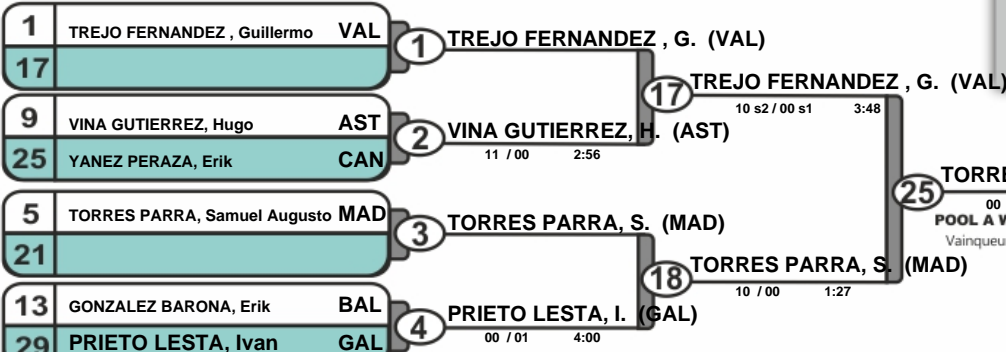 1 TREJO FERNANDEZ , Guillermo VAL
17
1 TREJO FERNANDEZ , G. (VAL)
17 TREJO FERNANDEZ , G. (VAL)
10 s2 / 00 s1 3:48
9 VINA GUTIERREZ, Hugo AST
25 YANEZ PERAZA, Erik CAN
2 VINA GUTIERREZ, H. (AST)
11 / 00 2:56
25 TORRE
00
POOL A W
Vainqueu
5 TORRES PARRA, Samuel Augusto MAD
21
3 TORRES PARRA, S. (MAD)
18 TORRES PARRA, S. (MAD)
10 / 00 1:27
13 GONZALEZ BARONA, Erik BAL
29 PRIETO LESTA, Ivan GAL
4 PRIETO LESTA, I. (GAL)
00 / 01 4:00